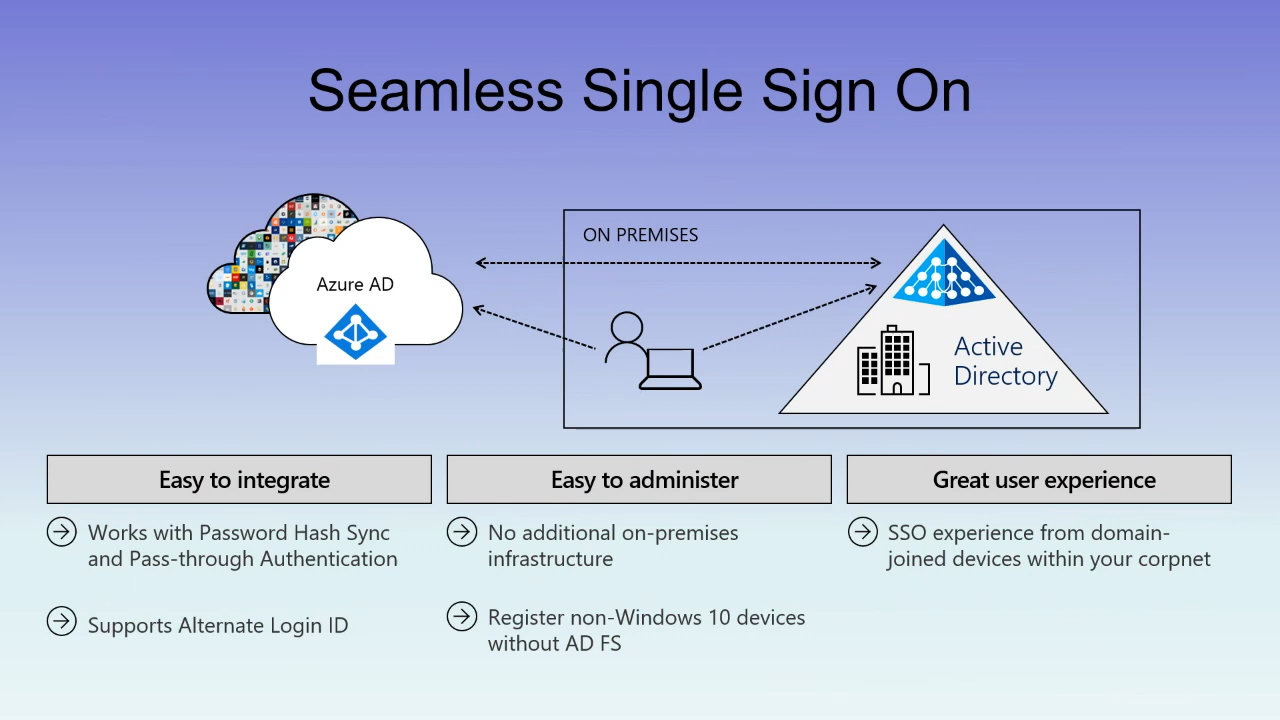 Seamless Single Sign On
Azure AD
ON PREMISES
Active
Directory
Easy to integrate
Works with Password Hash Sync
and Pass-through Authentication
Supports Alternate Login ID
Easy to administer
No additional on-premises
infrastructure
Register non-Windows 10 devices
without AD FS
Great user experience
SSO experience from domain-
joined devices within your corpnet